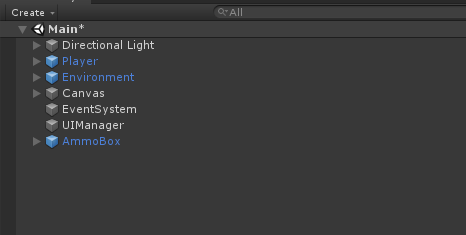 Create
All
Main*
Directional Light
Player
Environment
Canvas
EventSystem
UIManager
AmmoBox